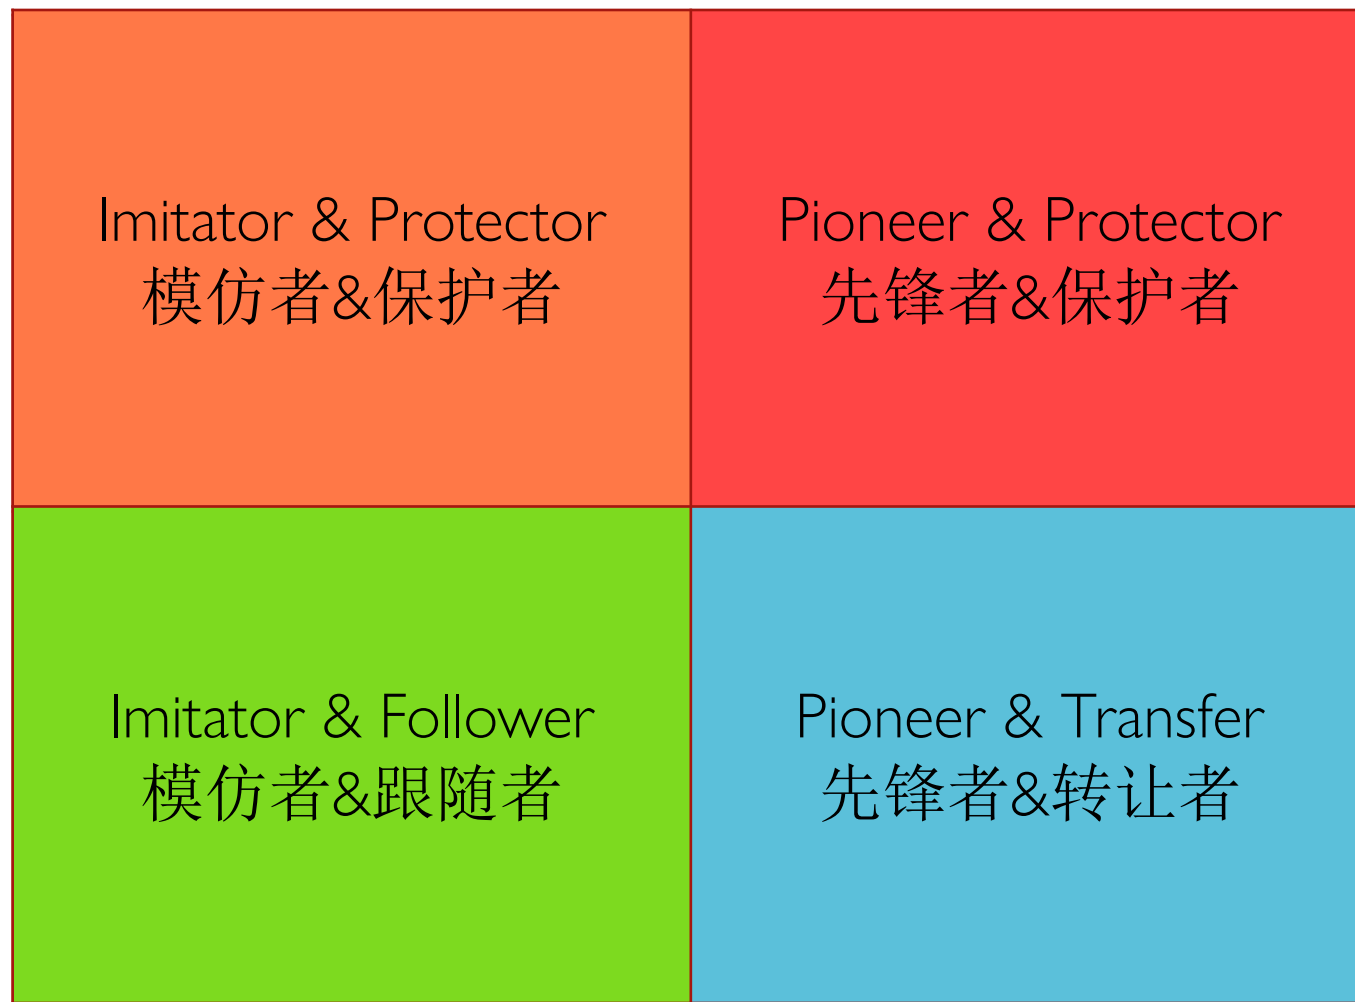 Imitator & Protector
模仿者&保护者
Pioneer & Protector
先锋者&保护者
Imitator & Follower
模仿者&跟随者
Pioneer & Transfer
先锋者&转让者